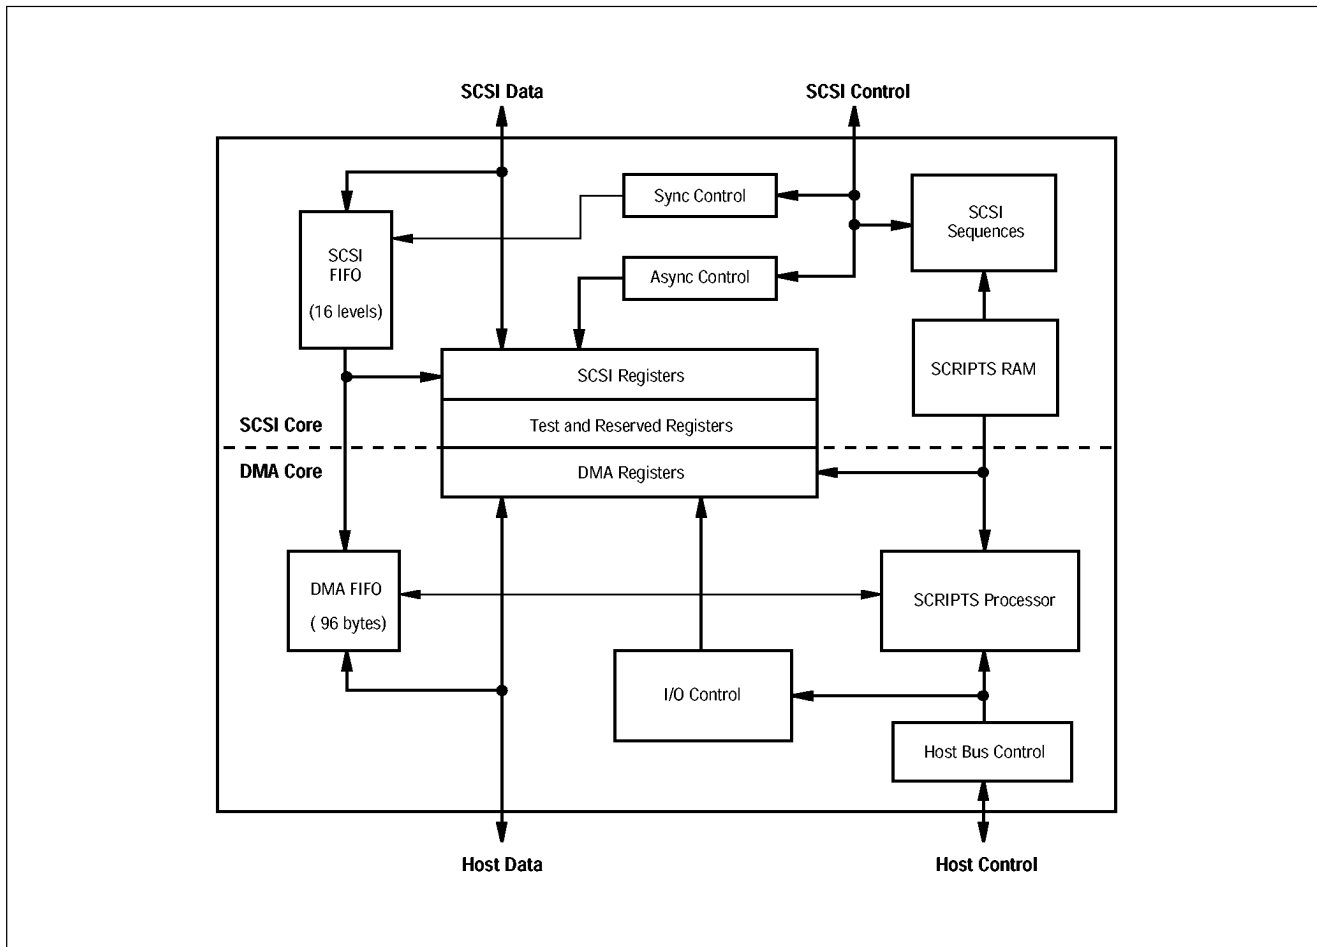 SCSI Data
SCSI Control
Sync Control
SCSI
Sequences
SCSI
FIFO
(16 levels)
Async Control
SCSI Registers
SCRIPTS RAM
SCSI Core
Test and Reserved Registers
DMA Core
DMA Registers
DMA FIFO
( 96 bytes)
SCRIPTS Processor
I/O Control
Host Bus Control
Host Data
Host Control